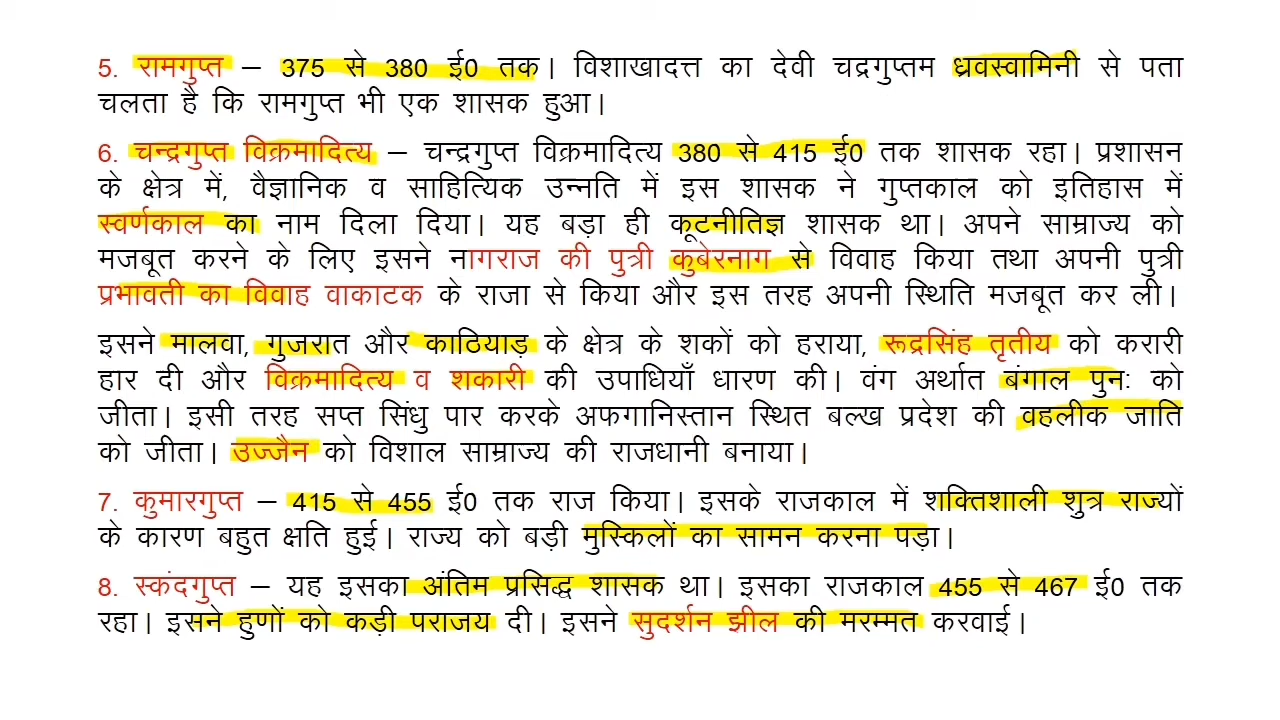 5. रामगुप्त – 375 से 380 ई0 तक। विशाखादत्त का देवी चद्रगुप्तम ध्रवस्वामिनी से पता
चलता है कि रामगुप्त भी एक शासक हुआ।
6. चन्द्रगुप्त विक्रमादित्य – चन्द्रगुप्त विक्रमादित्य 380 से 415 ई0 तक शासक रहा। प्रशासन
के क्षेत्र में, वैज्ञानिक व साहित्यिक उन्नति में इस शासक ने गुप्तकाल को इतिहास में
स्वर्णकाल का नाम दिला दिया। यह बड़ा ही कूटनीतिज्ञ शासक था। अपने साम्राज्य को
मजबूत करने के लिए इसने नागराज की पुत्री कुबेरनाग से विवाह किया तथा अपनी पुत्री
प्रभावती का विवाह वाकाटक के राजा से किया और इस तरह अपनी स्थिति मजबूत कर ली।
इसने मालवा, गुजरात और काठियाड़ के क्षेत्र के शकों को हराया, रूद्रसिंह तृतीय को करारी
हार दी और विक्रमादित्य व शकारी की उपाधियाँ धारण की। वंग अर्थात बंगाल पुनः को
जीता। इसी तरह सप्त सिंधु पार करके अफगानिस्तान स्थित बल्ख प्रदेश की वहलीक जाति
को जीता। उज्जैन को विशाल साम्राज्य की राजधानी बनाया।
7. कुमारगुप्त – 415 से 455 ई0 तक राज किया। इसके राजकाल में शक्तिशाली शुत्र राज्यों
के कारण बहुत क्षति हुई। राज्य को बड़ी मुस्किलों का सामन करना पड़ा।
8. स्कंदगुप्त – यह इसका अंतिम प्रसिद्ध शासक था। इसका राजकाल 455 से 467 ई0 तक
रहा। इसने हुणों को कड़ी पराजय दी। इसने सुदर्शन झील की मरम्मत करवाई।